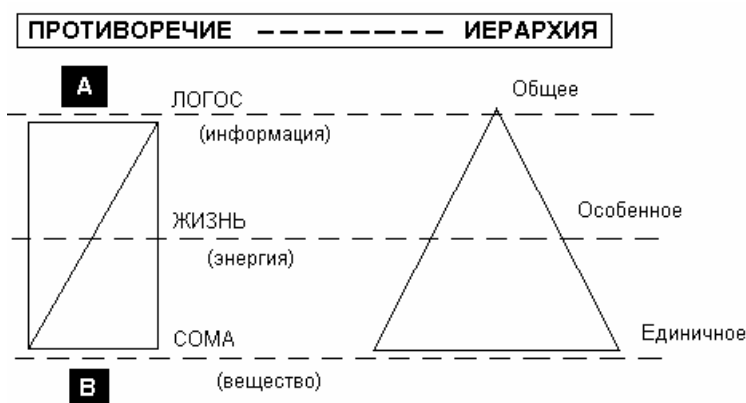 ПРОТИВОРЕЧИЕ – – – – – – – – ИЕРАРХИЯ
A
ЛОГОС
Общее
(информация)
ЖИЗНЬ
Особенное
(энергия)
СОМА
Единичное
B
(вещество)